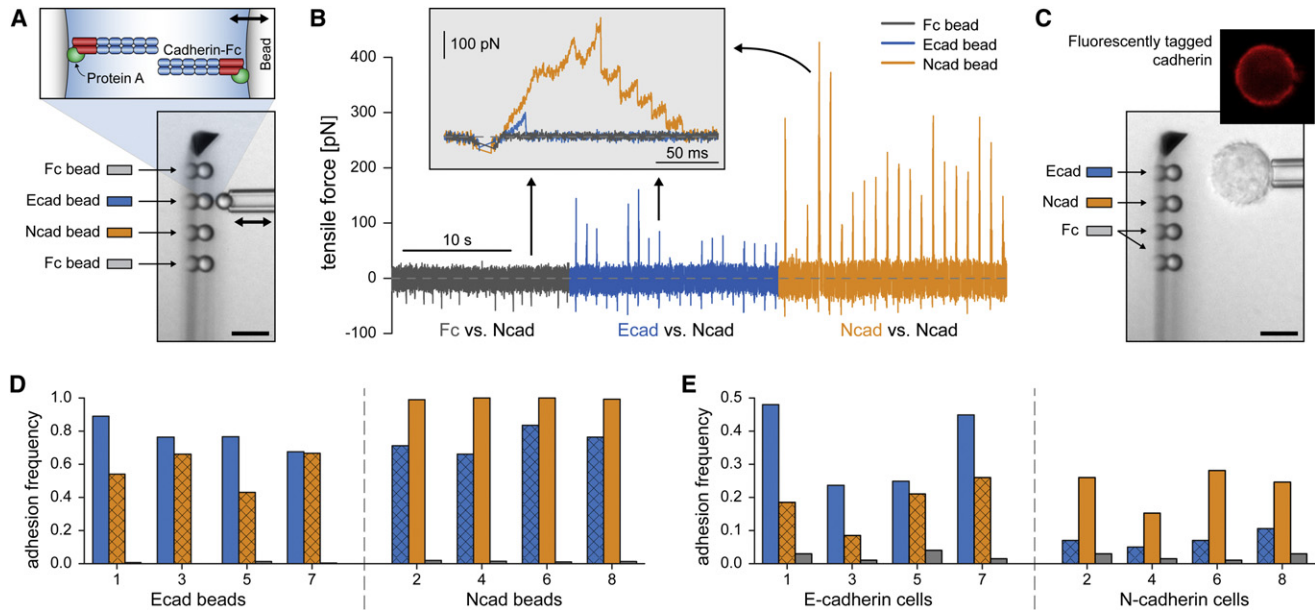 A
Cadherin-Fc
Protein A
Bead
Fc bead
Ecad bead
Ncad bead
Fc bead
B
tensile force [pN]
400
300
200
100
0
-100
100 pN
50 ms
10 s
Fc bead
Ecad bead
Ncad bead
Fc vs. Ncad
Ecad vs. Ncad
Ncad vs. Ncad
C
Fluorescently tagged
cadherin
Ecad
Ncad
Fc
D
adhesion frequency
1.0
0.8
0.6
0.4
0.2
0.0
1 3 5 7 2 4 6 8
Ecad beads Ncad beads
E
adhesion frequency
0.5
0.4
0.3
0.2
0.1
0.0
1 3 5 7 2 4 6 8
E-cadherin cells N-cadherin cells